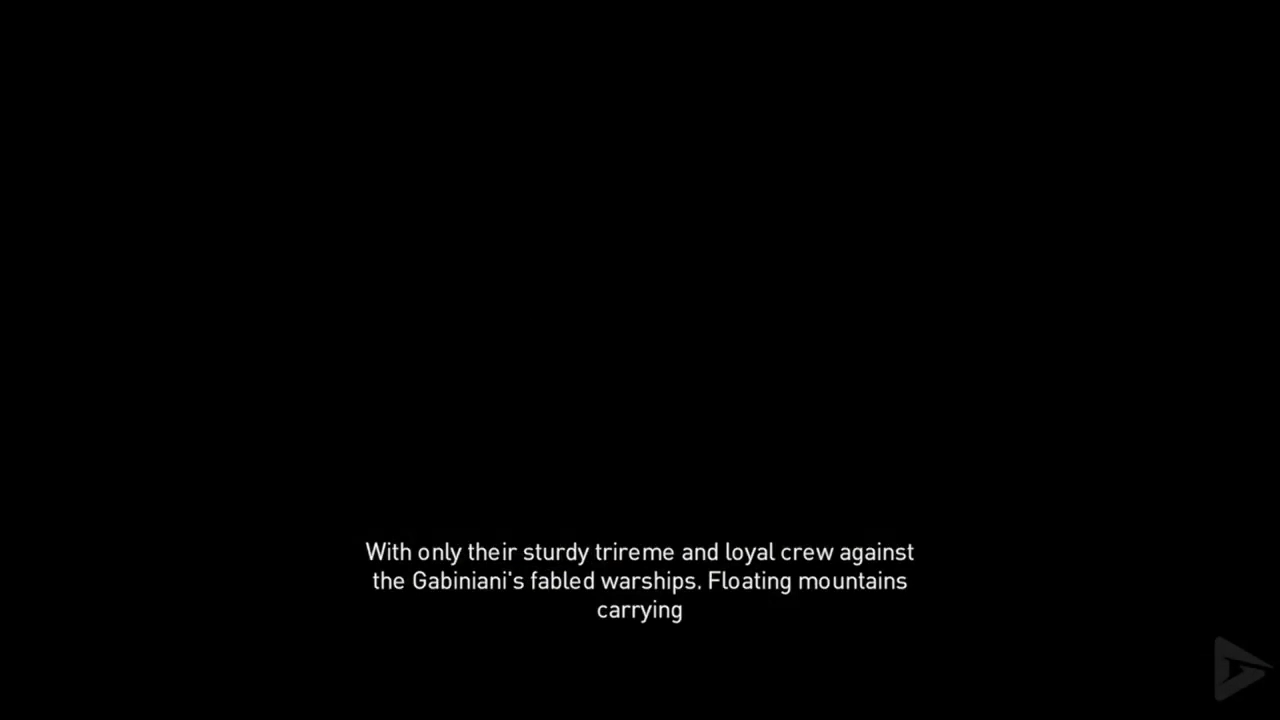 With only their sturdy trireme and loyal crew against
the Gabiniani's fabled warships. Floating mountains
carrying